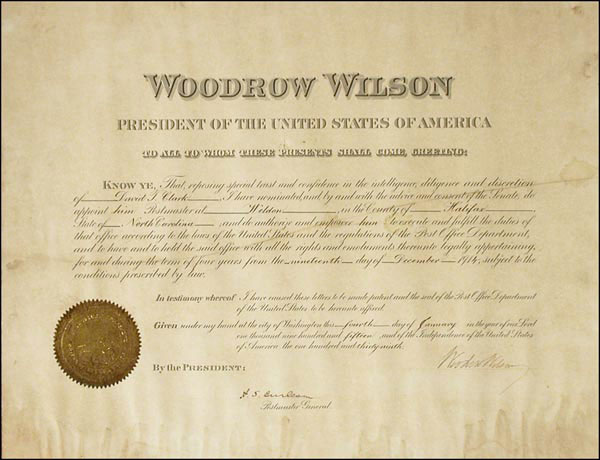 WOODROW WILSON
PRESIDENT OF THE UNITED STATES OF AMERICA
TO ALL TO WHOM THESE PRESENTS SHALL COME, GREETING:
KNOW YE, That, reposing special trust and confidence in the intelligence, diligence and discretion
of David J. Clark, I have nominated, and by and with the advice and consent of the Senate, do
appoint him Postmaster at Weldon, in the County of Halifax
State of North Carolina, and do authorize and empower him to execute and fulfill the duties of
that office according to the laws of the United States and the regulations of the Post Office Department,
and to have and to hold the said office with all the rights and emoluments thereunto legally appertaining,
for and during the term of four years from the nineteenth day of December 1914, subject to the
conditions prescribed by law.
In testimony whereof I have caused these letters to be made patent and the seal of the Post Office Department
of the United States to be hereunto affixed.
Given under my hand at the city of Washington this fourth day of January in the year of our Lord
one thousand nine hundred and fifteen, and of the Independence of the United States
of America the one hundred and thirty-ninth.
Woodrow Wilson
By the PRESIDENT:
A. S. Burleson
Postmaster General.